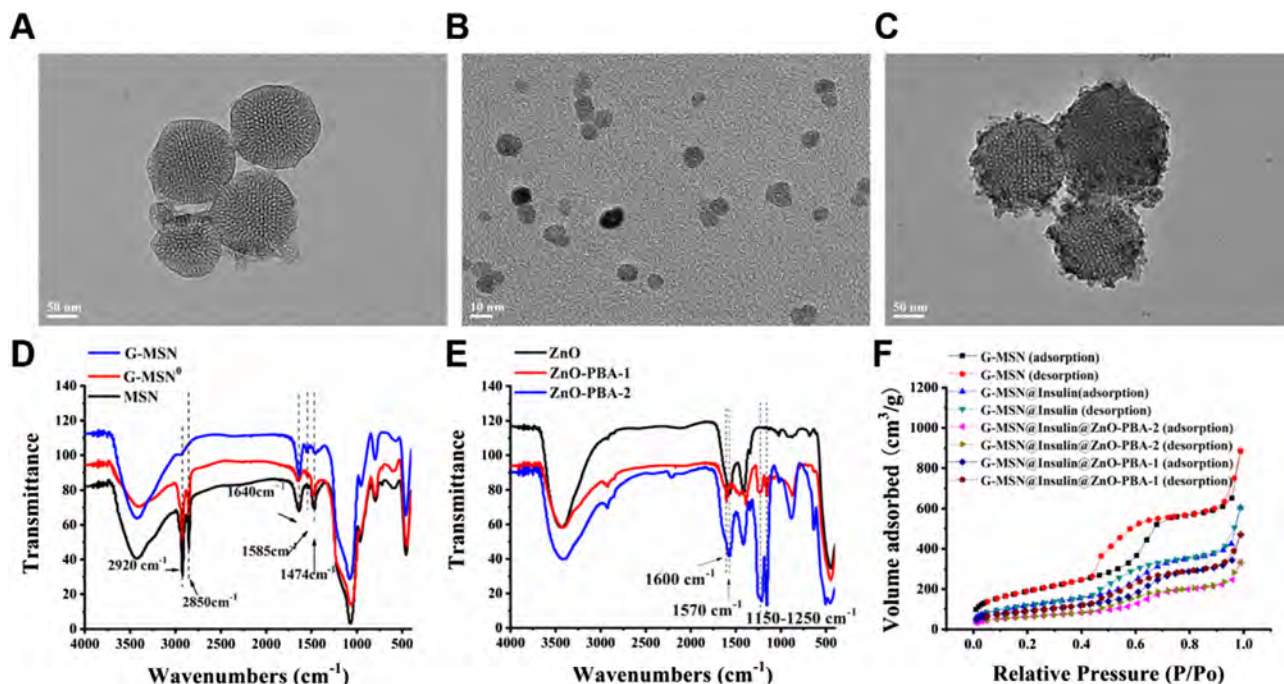 A
B
C
50 nm
10 nm
50 nm
D
G-MSN
G-MSN⁰
MSN
Transmittance
140
120
100
80
60
40
20
0
1640cm⁻¹
1585cm⁻¹
1474cm⁻¹
2920 cm⁻¹
2850cm⁻¹
4000 3500 3000 2500 2000 1500 1000 500
Wavenumbers (cm⁻¹)
E
ZnO
ZnO-PBA-1
ZnO-PBA-2
Transmittance
140
120
100
80
60
40
20
0
1600 cm⁻¹
1570 cm⁻¹
1150-1250 cm⁻¹
4000 3500 3000 2500 2000 1500 1000 500
Wavenumbers (cm⁻¹)
F
G-MSN (adsorption)
G-MSN (desorption)
G-MSN@Insulin(adsorption)
G-MSN@Insulin (desorption)
G-MSN@Insulin@ZnO-PBA-2 (adsorption)
G-MSN@Insulin@ZnO-PBA-2 (desorption)
G-MSN@Insulin@ZnO-PBA-1 (adsorption)
G-MSN@Insulin@ZnO-PBA-1 (desorption)
Volume adsorbed (cm³/g)
1200
1000
800
600
400
200
0
0.0 0.2 0.4 0.6 0.8 1.0
Relative Pressure (P/Po)